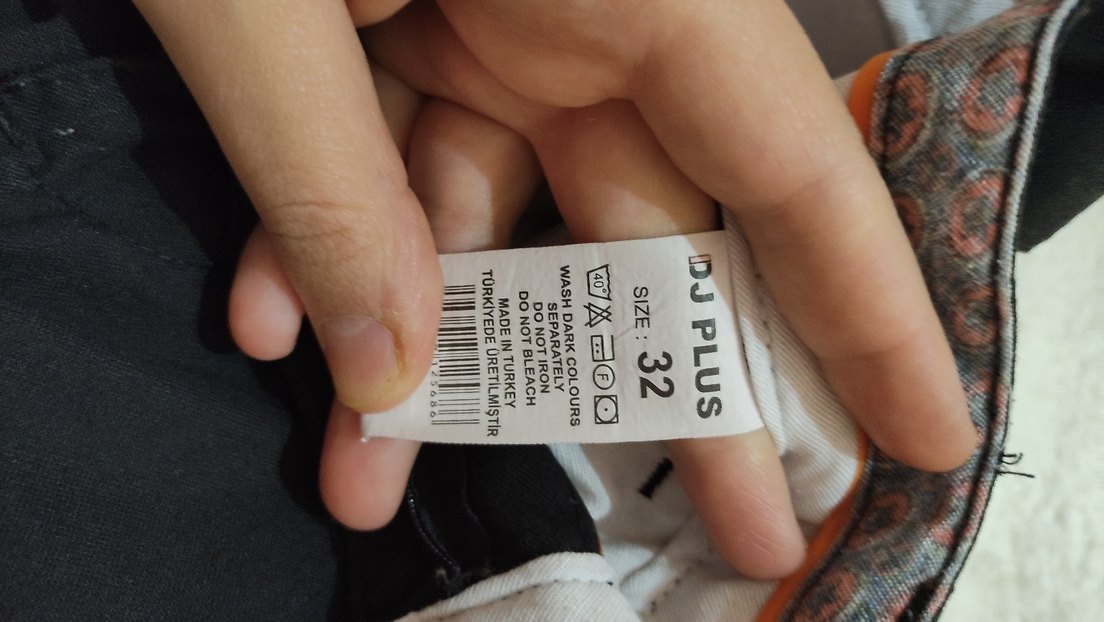 DJ PLUS
SIZE : 32
40°
F
WASH DARK COLOURS
SEPARATELY
DO NOT IRON
DO NOT BLEACH
MADE IN TURKEY
TÜRKİYEDE ÜRETİLMİŞTİR